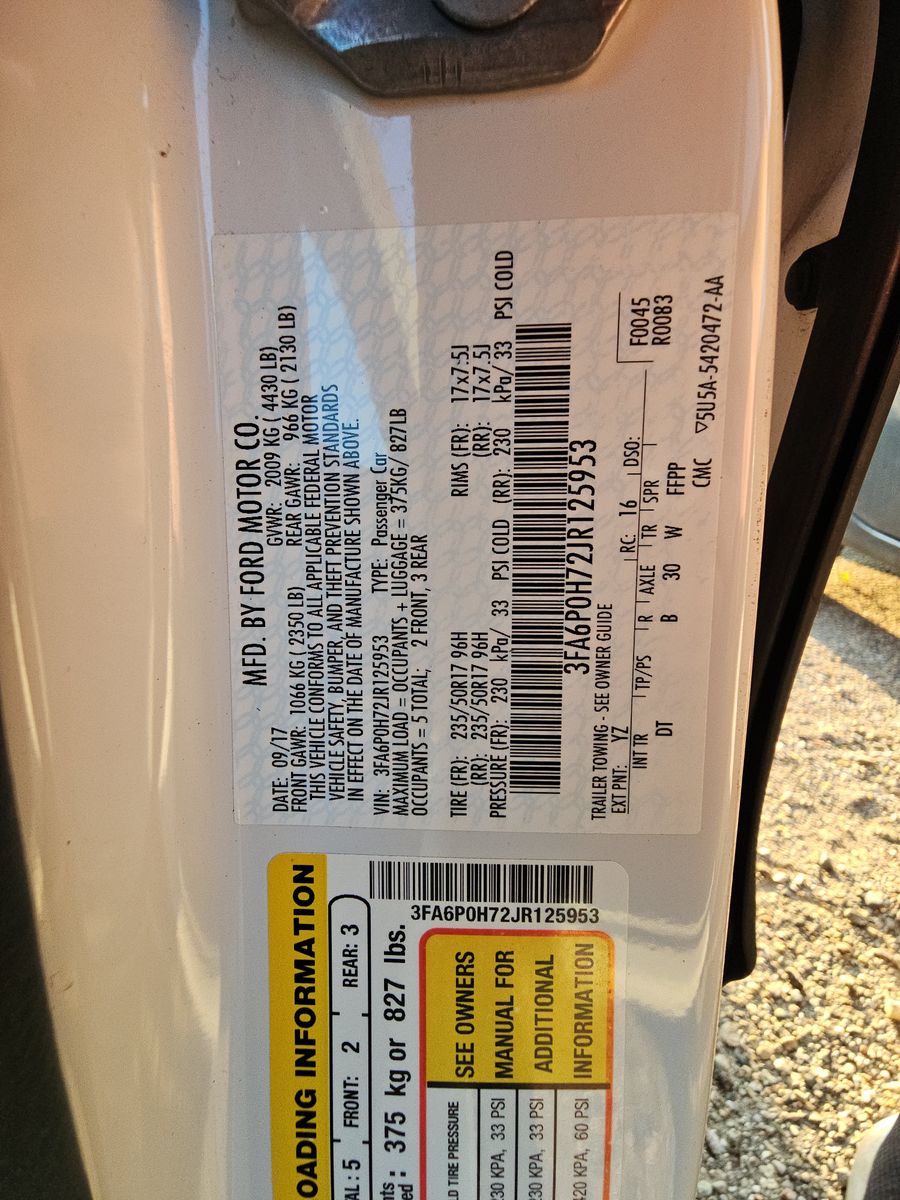 MFD. BY FORD MOTOR CO.
DATE: 09/17 GVWR: 2009 KG ( 4430 LB)
FRONT GAWR: 1066 KG ( 2350 LB) REAR GAWR: 966 KG ( 2130 LB)
THIS VEHICLE CONFORMS TO ALL APPLICABLE FEDERAL MOTOR
VEHICLE SAFETY, BUMPER, AND THEFT PREVENTION STANDARDS
IN EFFECT ON THE DATE OF MANUFACTURE SHOWN ABOVE.
VIN: 3FA6P0H72JR125953 TYPE: Passenger Car
MAXIMUM LOAD = OCCUPANTS + LUGGAGE = 375KG/ 827LB
OCCUPANTS = 5 TOTAL; 2 FRONT, 3 REAR
TIRE (FR): 235/50R17 96H RIMS (FR): 17x7.5J
(RR): 235/50R17 96H (RR): 17x7.5J
PRESSURE (FR): 230 kPa/ 33 PSI COLD (RR): 230 kPa/ 33 PSI COLD
3FA6P0H72JR125953
TRAILER TOWING - SEE OWNER GUIDE
EXT PNT: YZ RC: 16 DSO: F0045
INT TR TP/PS R AXLE TR SPR R0083
DT B 30 W FPP
CMC ▽5U5A-5420472-AA
OADING INFORMATION
AL : 5 FRONT: 2 REAR: 3
nts :
ed : 375 kg or 827 lbs.
3FA6P0H72JR125953
D TIRE PRESSURE
30 KPA, 33 PSI
30 KPA, 33 PSI
20 KPA, 60 PSI
SEE OWNERS
MANUAL FOR
ADDITIONAL
INFORMATION